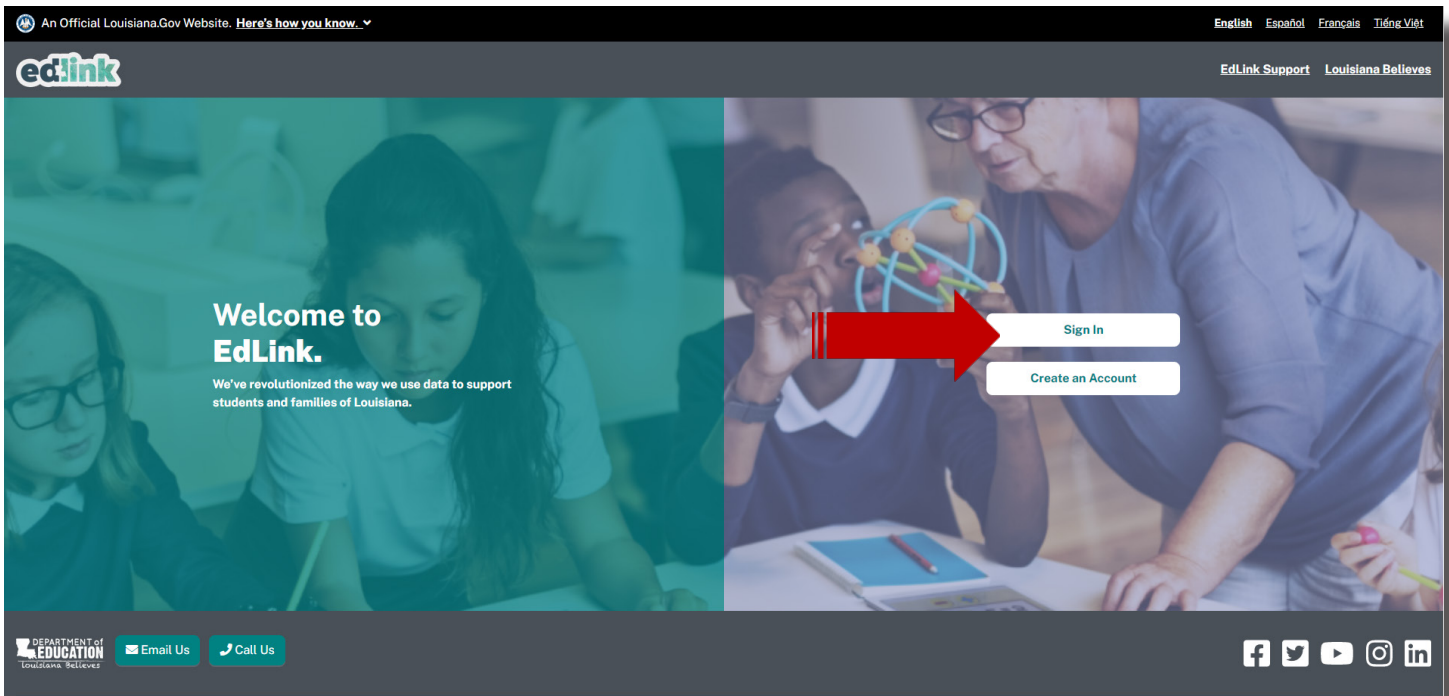 An Official Louisiana.Gov Website. Here's how you know.
English Español Français Tiếng Việt
edlink
EdLink Support Louisiana Believes
Welcome to
EdLink.
We've revolutionized the way we use data to support
students and families of Louisiana.
Sign In
Create an Account
DEPARTMENT of
EDUCATION
Louisiana Believes
Email Us
Call Us